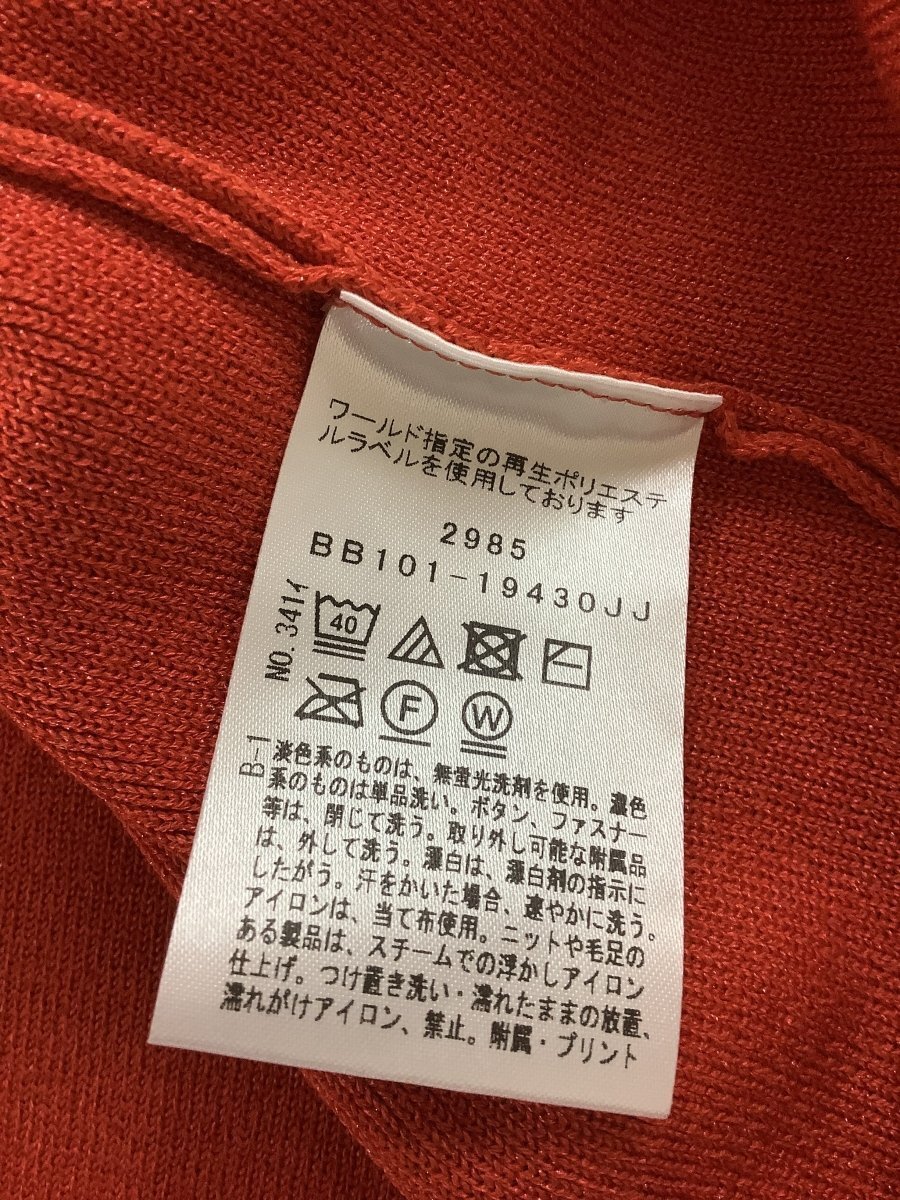 ワールド指定の再生ポリエステ
ルラベルを使用しております
2985
BB101-19430JJ
NO. 341イ
40
F
W
B-1
淡色系のものは、無蛍光洗剤を使用。濃色
系のものは単品洗い。ボタン、ファスナー
等は、閉じて洗う。取り外し可能な附属品
は、外して洗う。漂白は、漂白剤の指示に
したがう。汗をかいた場合、速やかに洗う。
アイロンは、当て布使用。ニットや毛足の
ある製品は、スチームでの浮かしアイロン
仕上げ。つけ置き洗い・濡れたままの放置、
濡れがけアイロン、禁止。附属・プリント